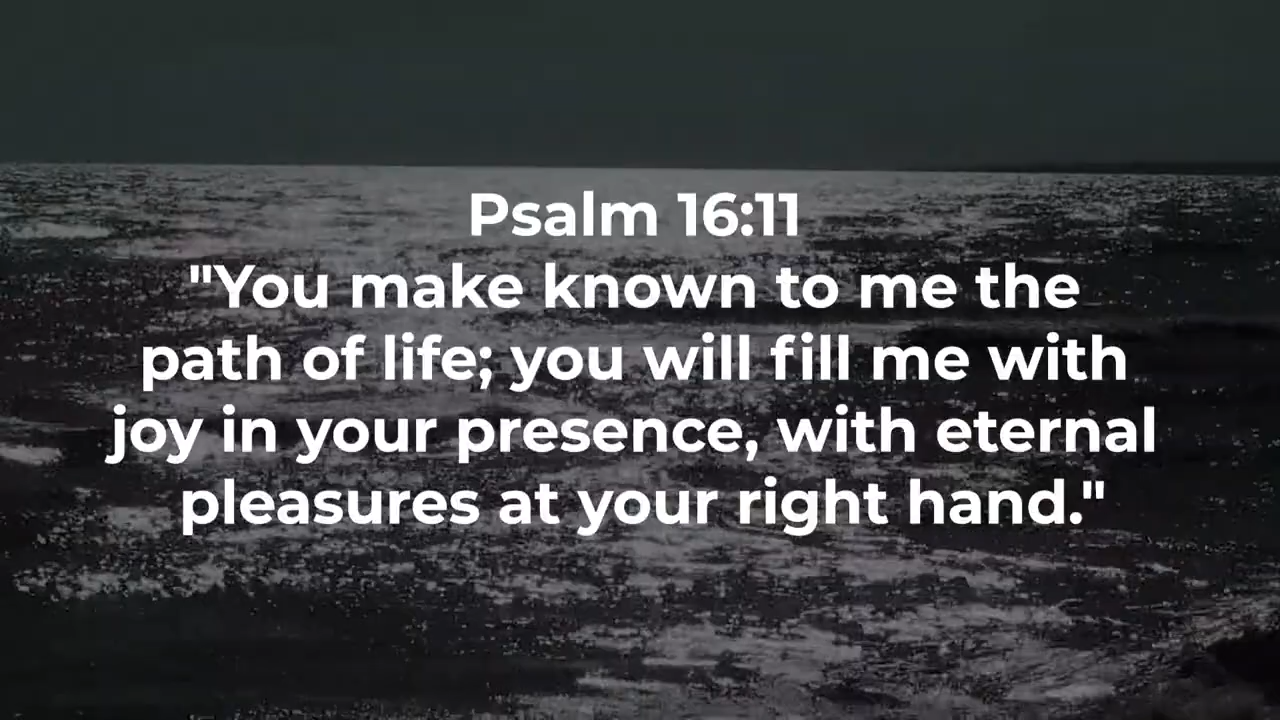 Psalm 16:11
"You make known to me the
path of life; you will fill me with
joy in your presence, with eternal
pleasures at your right hand."